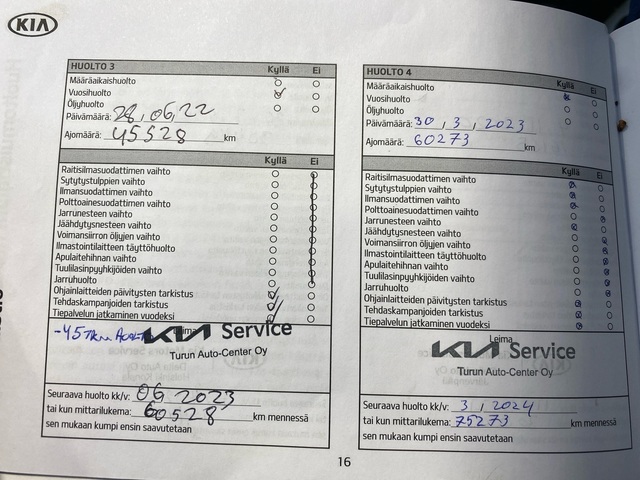 KIA
HUOLTO 3
Kyllä Ei
Määräaikaishuolto
Vuosihuolto
Öljyhuolto
Päivämäärä: 28,06,22
Ajomäärä: 45528 km
Kyllä Ei
Raitisilmasuodattimen vaihto
Sytytystulppien vaihto
Ilmansuodattimen vaihto
Polttoainesuodattimen vaihto
Jarrunesteen vaihto
Jäähdytysnesteen vaihto
Voimansiirron öljyjen vaihto
Ilmastointilaitteen täyttöhuolto
Apulaitehihnan vaihto
Tuulilasinpyyhkijöiden vaihto
Jarruhuolto
Ohjainlaitteiden päivitysten tarkistus
Tehdaskampanjoiden tarkistus
Tiepalvelun jatkaminen vuodeksi
Leima
KIA Service
Turun Auto-Center Oy
Seuraava huolto kk/v: 06, 2023
tai kun mittarilukema: 60528 km mennessä
sen mukaan kumpi ensin saavutetaan
HUOLTO 4
Kyllä Ei
Määräaikaishuolto
Vuosihuolto
Öljyhuolto
Päivämäärä: 30, 3, 2023
Ajomäärä: 60273 km
Kyllä Ei
Raitisilmasuodattimen vaihto
Sytytystulppien vaihto
Ilmansuodattimen vaihto
Polttoainesuodattimen vaihto
Jarrunesteen vaihto
Jäähdytysnesteen vaihto
Voimansiirron öljyjen vaihto
Ilmastointilaitteen täyttöhuolto
Apulaitehihnan vaihto
Tuulilasinpyyhkijöiden vaihto
Jarruhuolto
Ohjainlaitteiden päivitysten tarkistus
Tehdaskampanjoiden tarkistus
Tiepalvelun jatkaminen vuodeksi
Leima
KIA Service
Turun Auto-Center Oy
Seuraava huolto kk/v: 3, 2024
tai kun mittarilukema: 75273 km mennessä
sen mukaan kumpi ensin saavutetaan
16